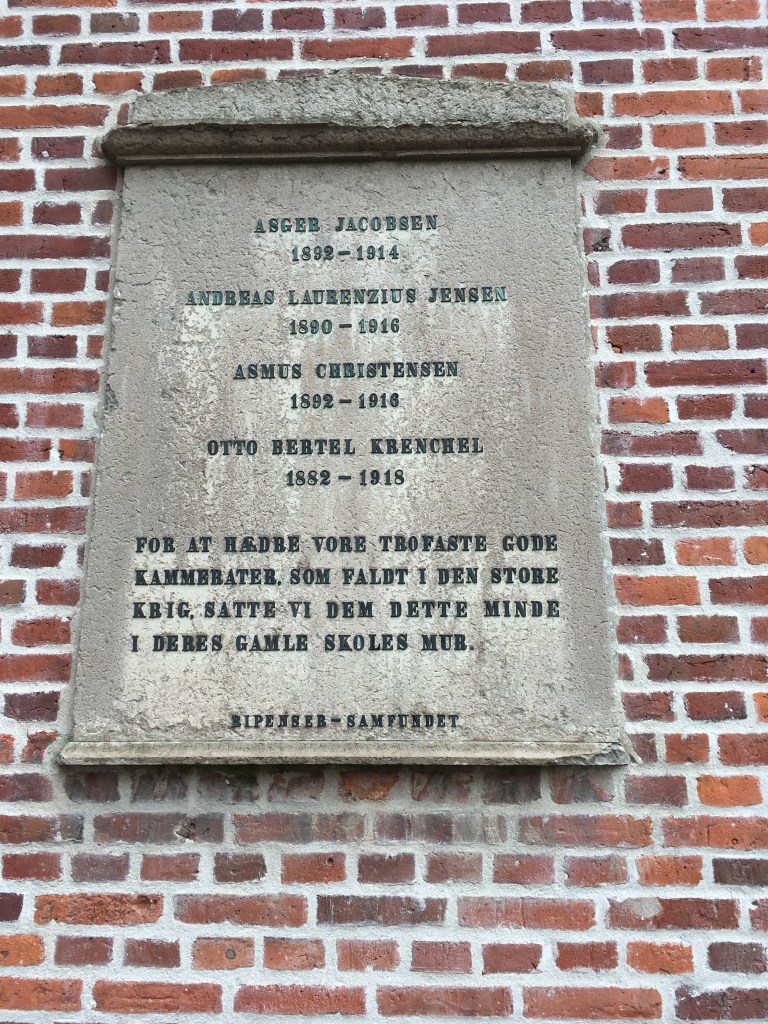 ASGER JACOBSEN
1892 – 1914
ANDREAS LAURENZIUS JENSEN
1890 – 1916
ASMUS CHRISTENSEN
1892 – 1916
OTTO BERTEL KRENCHEL
1882 – 1918
FOR AT HÆDRE VORE TROFASTE GODE
KAMMERATER, SOM FALDT I DEN STORE
KRIG, SATTE VI DEM DETTE MINDE
I DERES GAMLE SKOLES MUR.
RIPENSER – SAMFUNDET